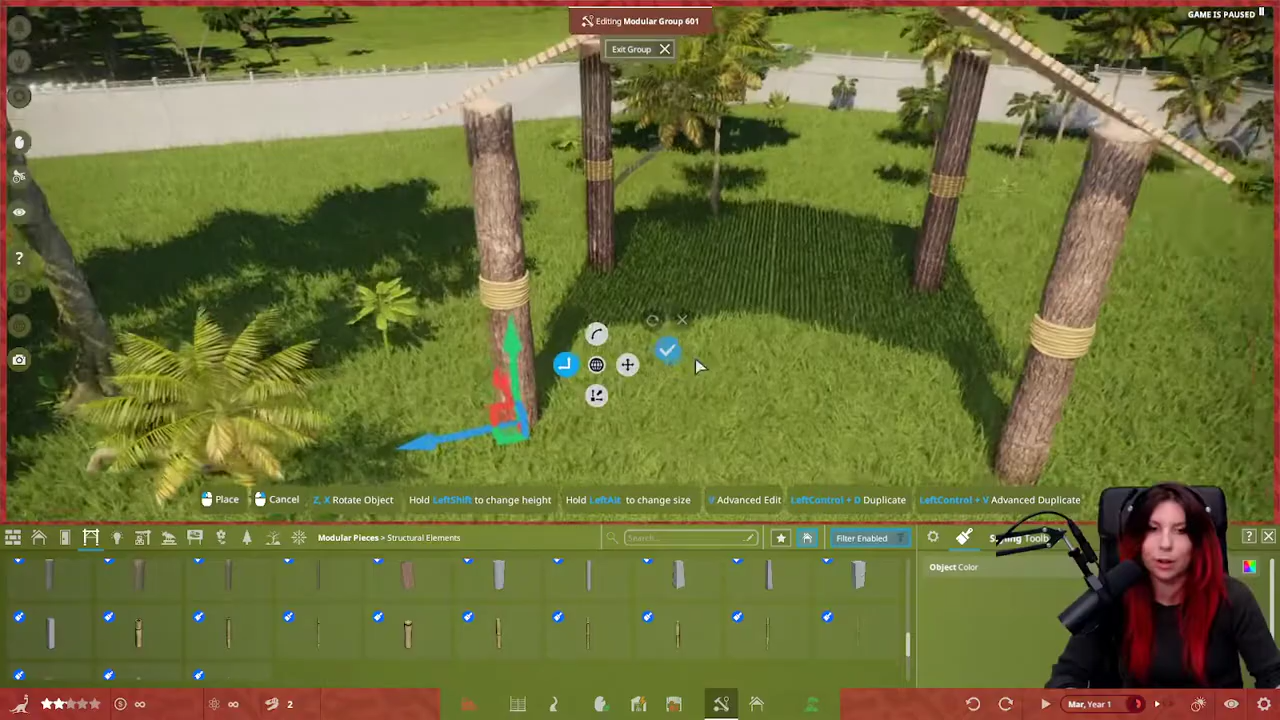 Editing Modular Group 601
GAME IS PAUSED
Exit Group
Place
Cancel
Z, X Rotate Object
Hold LeftShift to change height
Hold LeftAlt to change size
V Advanced Edit
LeftControl + D Duplicate
LeftControl + V Advanced Duplicate
Modular Pieces > Structural Elements
Search...
Filter Enabled
Toolb
Object Color
∞
∞
2
Mar, Year 1